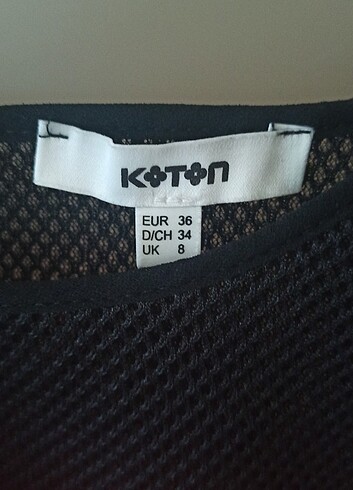 KOTON
EUR 36
D/CH 34
UK 8